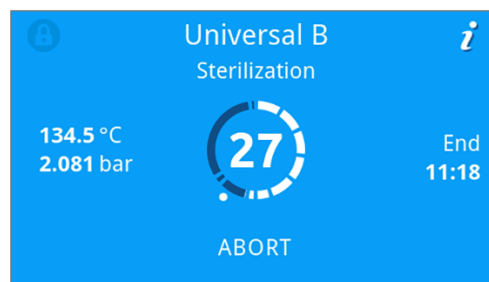 Universal B
i
Sterilization
134.5 °C
2.081 bar
27
End
11:18
ABORT